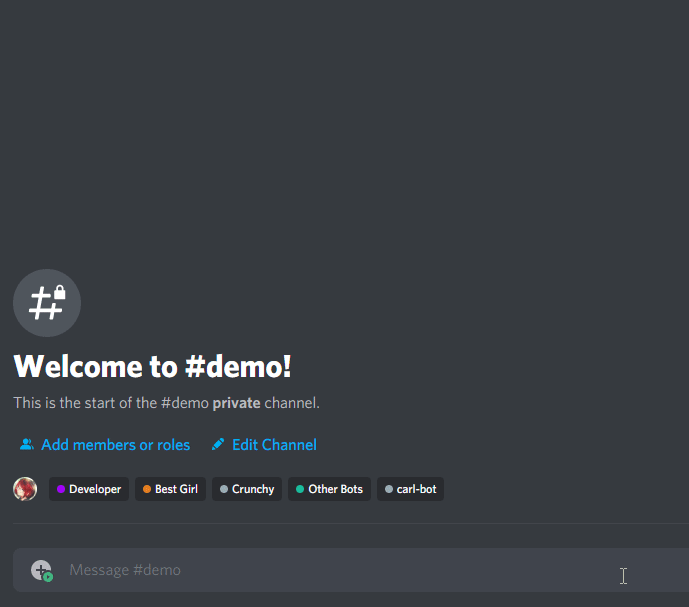 Welcome to #demo!
This is the start of the #demo private channel.
Add members or roles Edit Channel
Developer Best Girl Crunchy Other Bots carl-bot
Message #demo